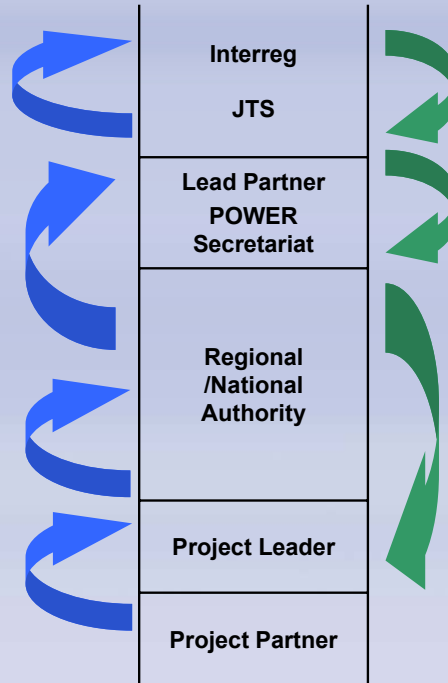 Interreg
JTS
Lead Partner
POWER
Secretariat
Regional
/National
Authority
Project Leader
Project Partner